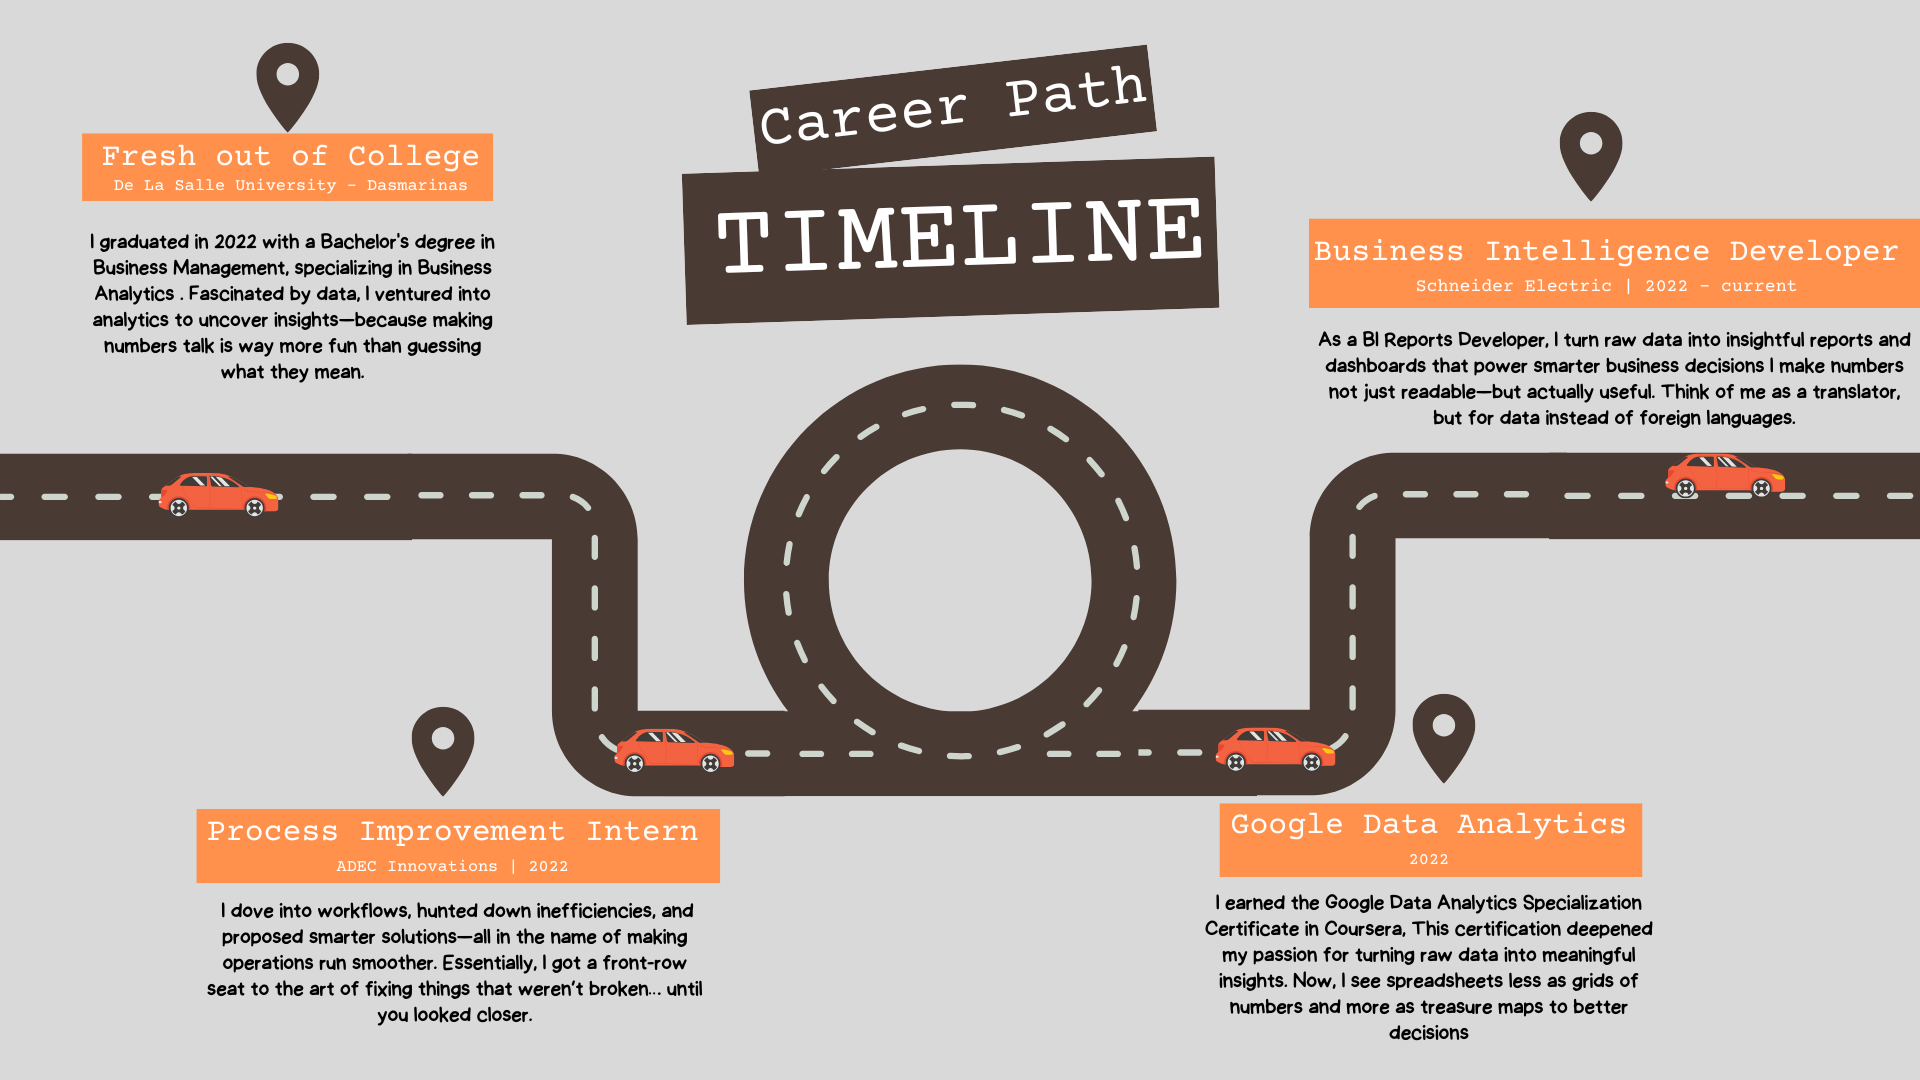 Career Path
TIMELINE
Fresh out of College
De La Salle University - Dasmarinas
I graduated in 2022 with a Bachelor's degree in
Business Management, specializing in Business
Analytics . Fascinated by data, I ventured into
analytics to uncover insights—because making
numbers talk is way more fun than guessing
what they mean.
Process Improvement Intern
ADEC Innovations | 2022
I dove into workflows, hunted down inefficiencies, and
proposed smarter solutions—all in the name of making
operations run smoother. Essentially, I got a front-row
seat to the art of fixing things that weren't broken... until
you looked closer.
Google Data Analytics
2022
I earned the Google Data Analytics Specialization
Certificate in Coursera, This certification deepened
my passion for turning raw data into meaningful
insights. Now, I see spreadsheets less as grids of
numbers and more as treasure maps to better
decisions
Business Intelligence Developer
Schneider Electric | 2022 - current
As a BI Reports Developer, I turn raw data into insightful reports and
dashboards that power smarter business decisions I make numbers
not just readable—but actually useful. Think of me as a translator,
but for data instead of foreign languages.